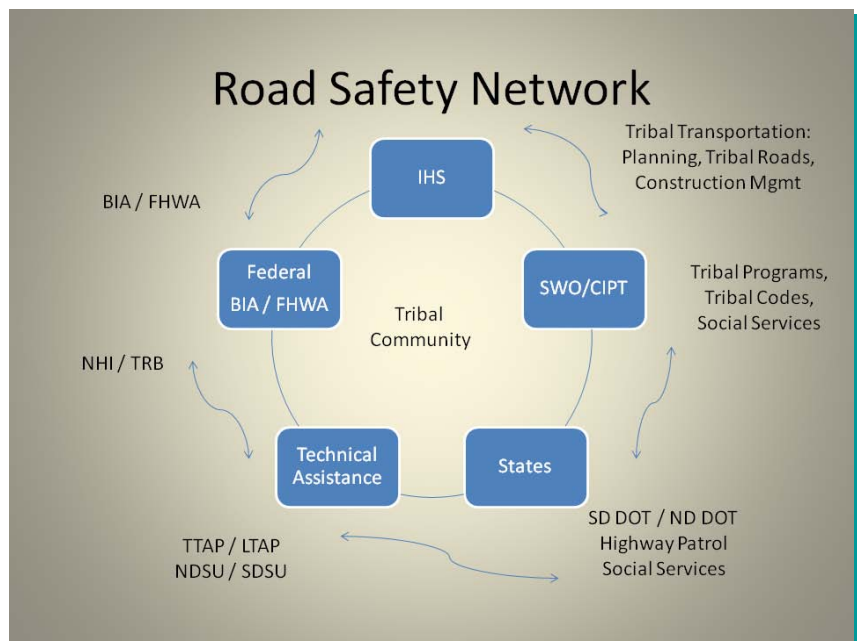 Road Safety Network
Tribal Transportation:
Planning, Tribal Roads,
Construction Mgmt
IHS
BIA / FHWA
Federal
BIA / FHWA
SWO/CIPT
Tribal Programs,
Tribal Codes,
Social Services
Tribal
Community
NHI / TRB
Technical
Assistance
States
SD DOT / ND DOT
Highway Patrol
Social Services
TTAP / LTAP
NDSU / SDSU